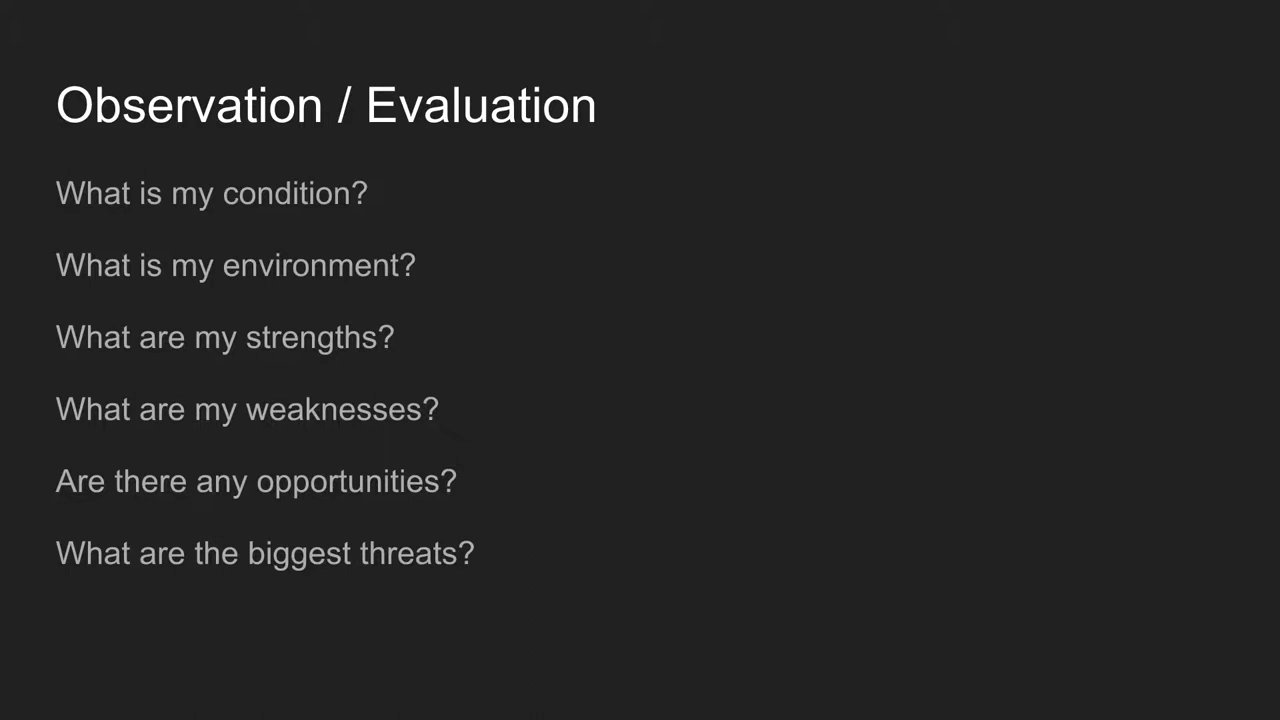 Observation / Evaluation
What is my condition?
What is my environment?
What are my strengths?
What are my weaknesses?
Are there any opportunities?
What are the biggest threats?